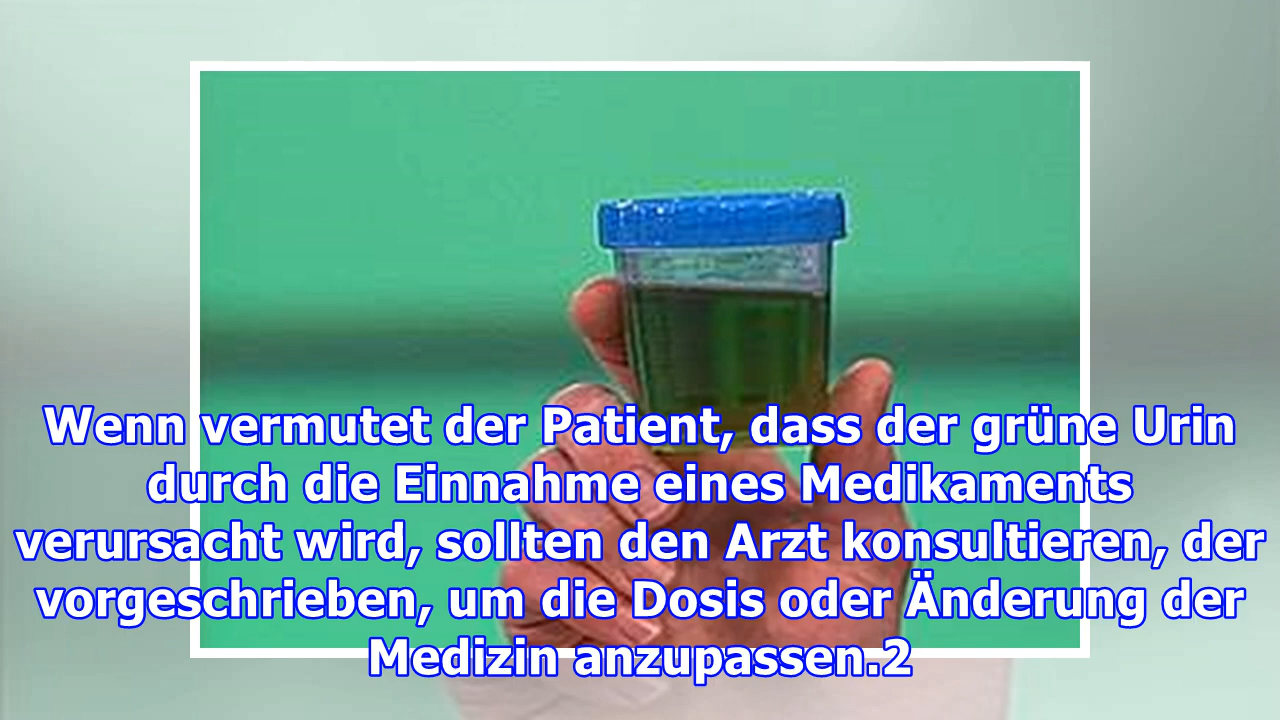 Wenn vermutet der Patient, dass der grüne Urin
durch die Einnahme eines Medikaments
verursacht wird, sollten den Arzt konsultieren, der
vorgeschrieben, um die Dosis oder Änderung der
Medizin anzupassen.2